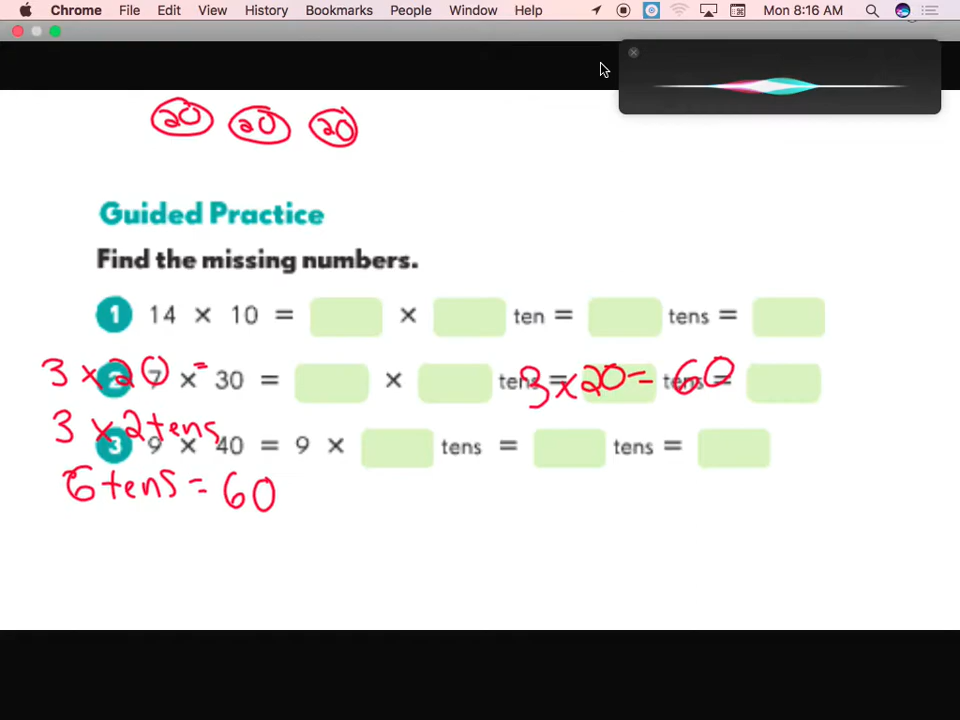 Chrome File Edit View History Bookmarks People Window Help Mon 8:16 AM
20 20 20
Guided Practice
Find the missing numbers.
1 14 × 10 = × ten = tens =
3 × 20 =
2 7 × 30 = × tens = tens =
3 × 20 = 60
3 × 2 tens
3 9 × 40 = 9 × tens = tens =
6 tens = 60